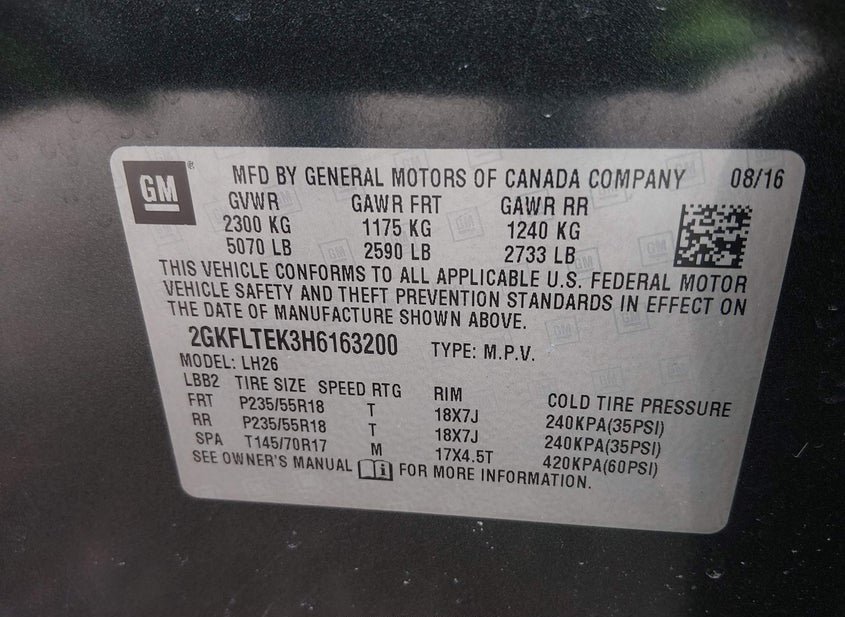 GM ® MFD BY GENERAL MOTORS OF CANADA COMPANY 08/16
GVWR GAWR FRT GAWR RR
2300 KG 1175 KG 1240 KG
5070 LB 2590 LB 2733 LB
THIS VEHICLE CONFORMS TO ALL APPLICABLE U.S. FEDERAL MOTOR
VEHICLE SAFETY AND THEFT PREVENTION STANDARDS IN EFFECT ON
THE DATE OF MANUFACTURE SHOWN ABOVE.
2GKFLTEK3H6163200 TYPE: M.P.V.
MODEL: LH26
LBB2 TIRE SIZE SPEED RTG RIM COLD TIRE PRESSURE
FRT P235/55R18 T 18X7J 240KPA(35PSI)
RR P235/55R18 T 18X7J 240KPA(35PSI)
SPA T145/70R17 M 17X4.5T 420KPA(60PSI)
SEE OWNER'S MANUAL FOR MORE INFORMATION.